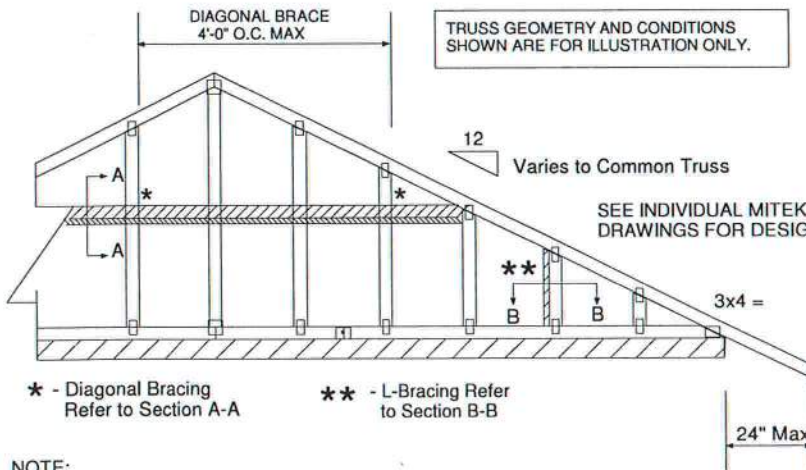 DIAGONAL BRACE
4'-0" O.C. MAX
TRUSS GEOMETRY AND CONDITIONS
SHOWN ARE FOR ILLUSTRATION ONLY.
12
Varies to Common Truss
A
*
*
A
SEE INDIVIDUAL MITEK
DRAWINGS FOR DESIG
**
B
B
3x4 =
* - Diagonal Bracing
Refer to Section A-A
** - L-Bracing Refer
to Section B-B
24" Max
NOTE: